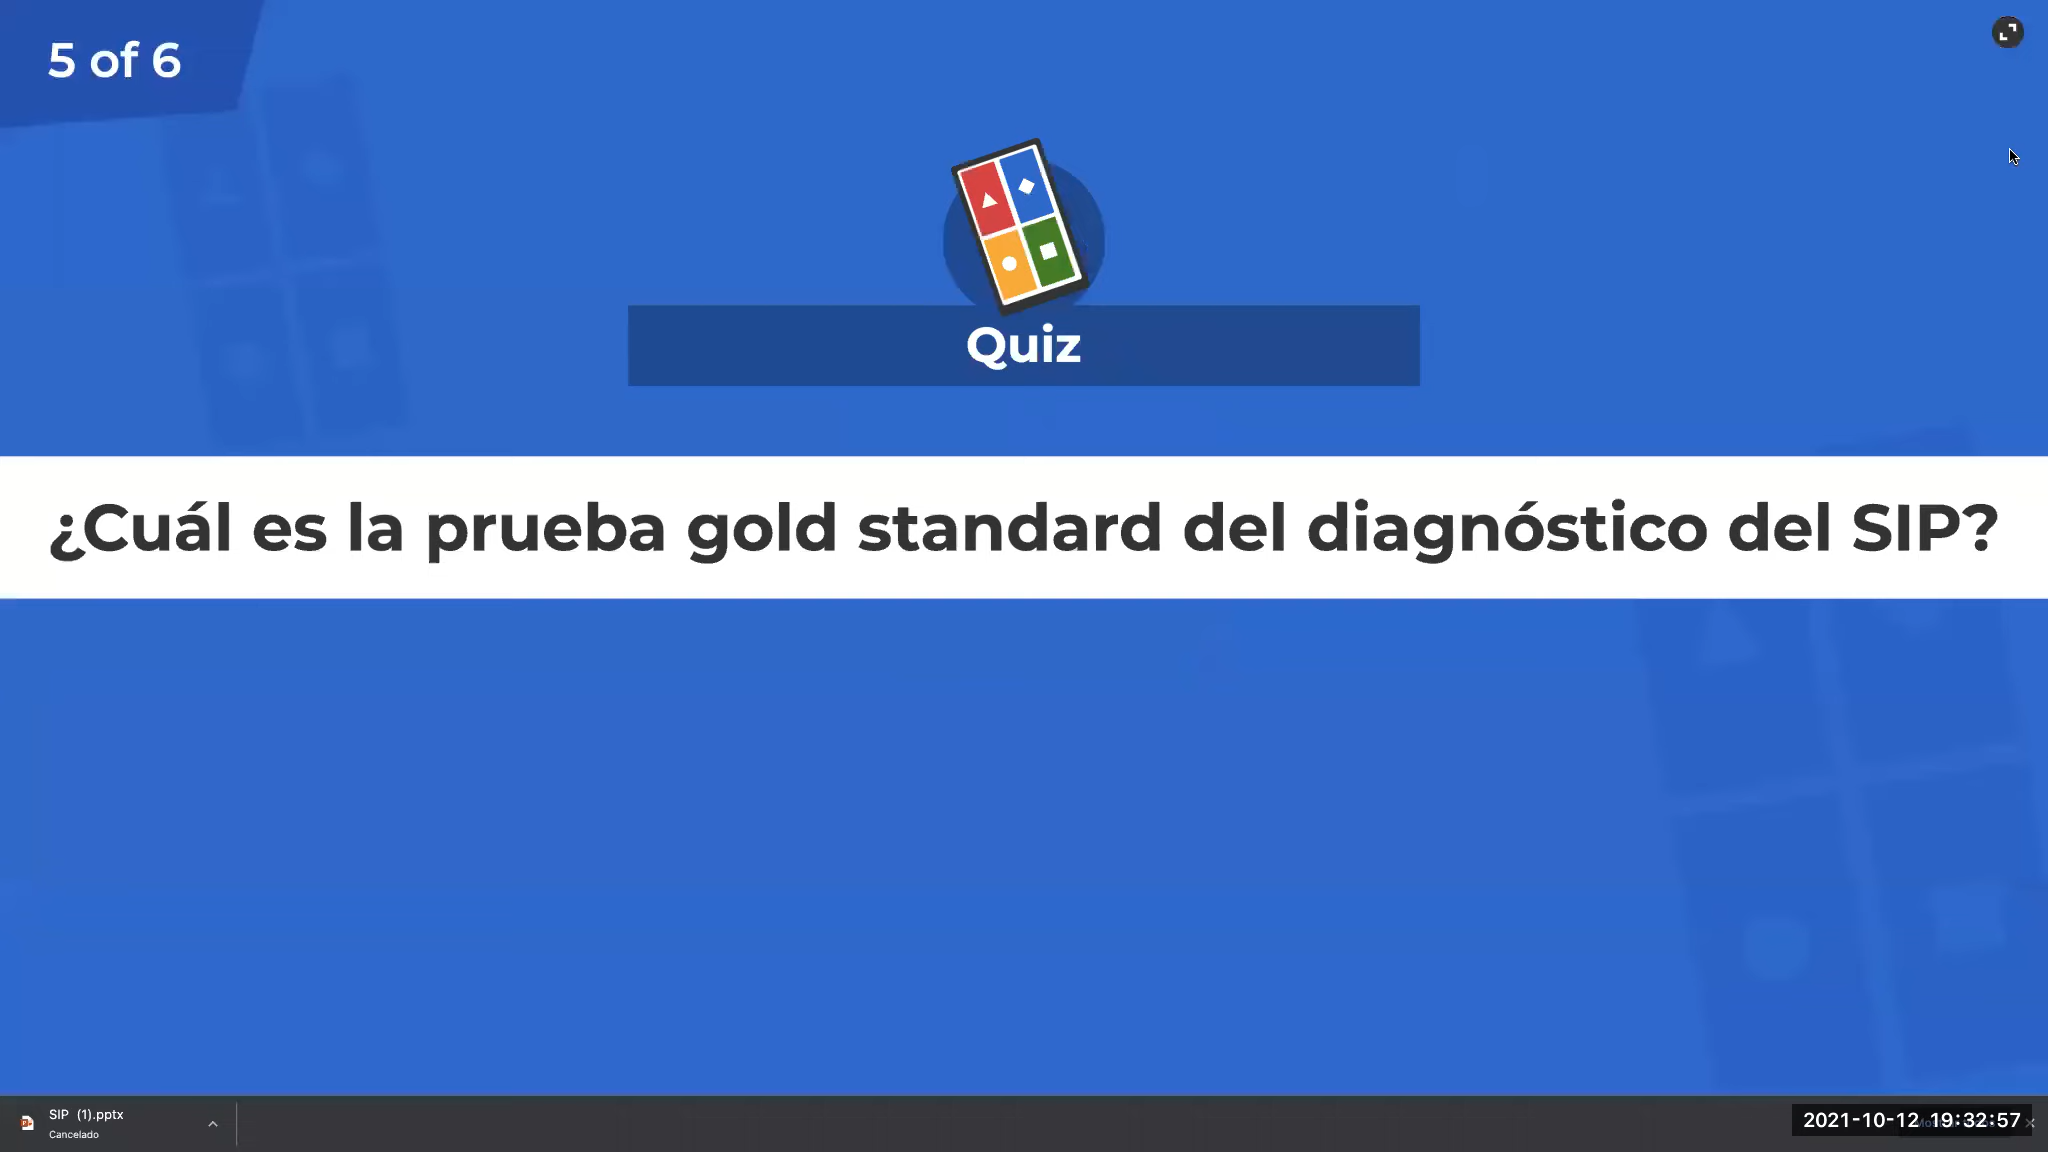 5 of 6
Quiz
¿Cuál es la prueba gold standard del diagnóstico del SIP?
SIP (1).pptx
Cancelado
2021-10-12 19:32:57